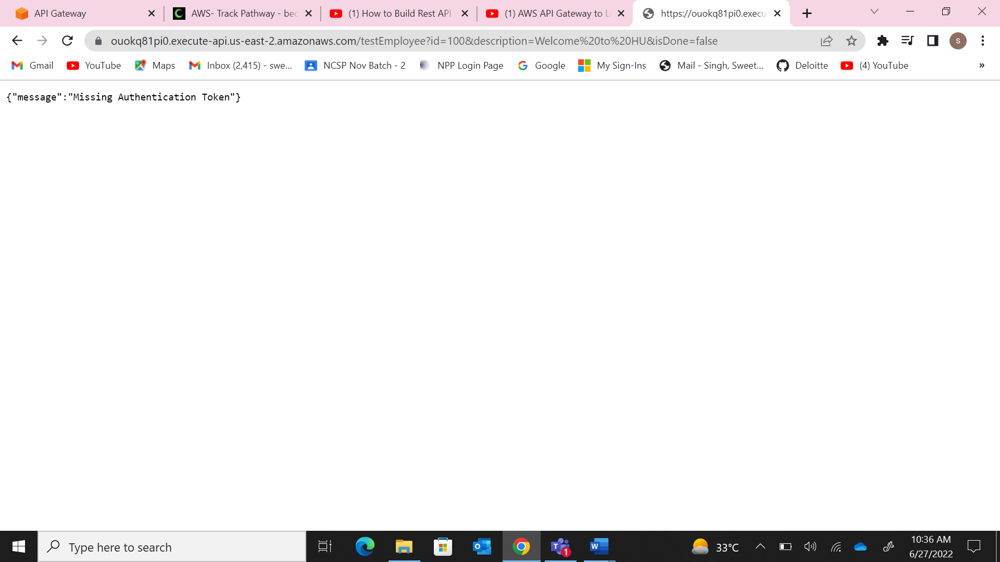 API Gateway
AWS- Track Pathway - bec
(1) How to Build Rest API
(1) AWS API Gateway to L
https://ouokq81pi0.execu
ouokq81pi0.execute-api.us-east-2.amazonaws.com/testEmployee?id=100&description=Welcome%20to%20HU&isDone=false
s
Gmail
YouTube
Maps
Inbox (2,415) - swe...
NCSP Nov Batch - 2
NPP Login Page
Google
My Sign-Ins
Mail - Singh, Sweet...
Deloitte
(4) YouTube
»
{"message":"Missing Authentication Token"}
Type here to search
33°C
10:36 AM
6/27/2022
1